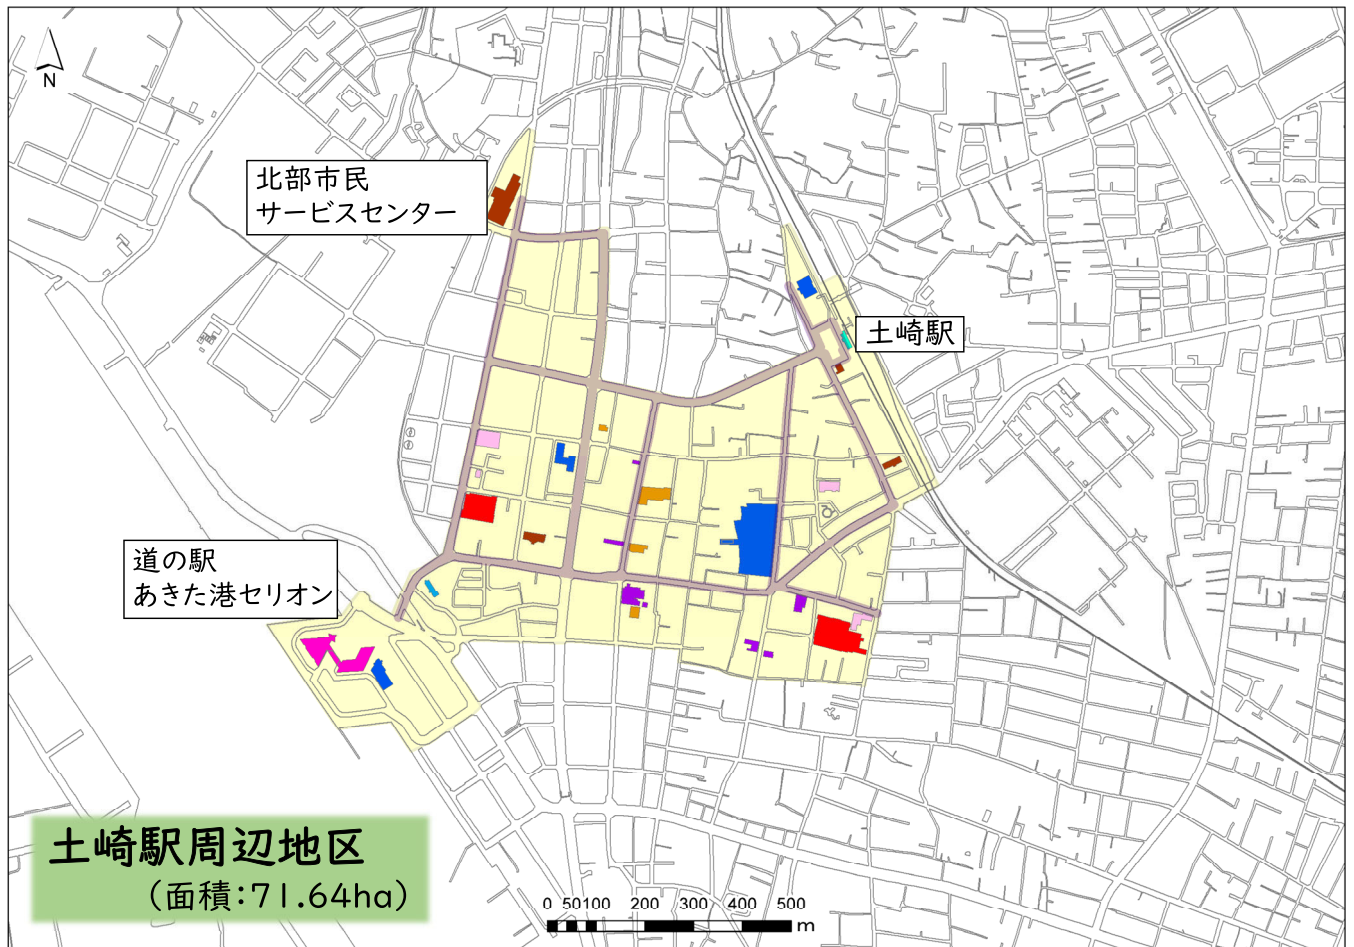 N
北部市民
サービスセンター
土崎駅
道の駅
あきた港セリオン
土崎駅周辺地区
（面積：71.64ha）
0 50100 200 300 400 500
m